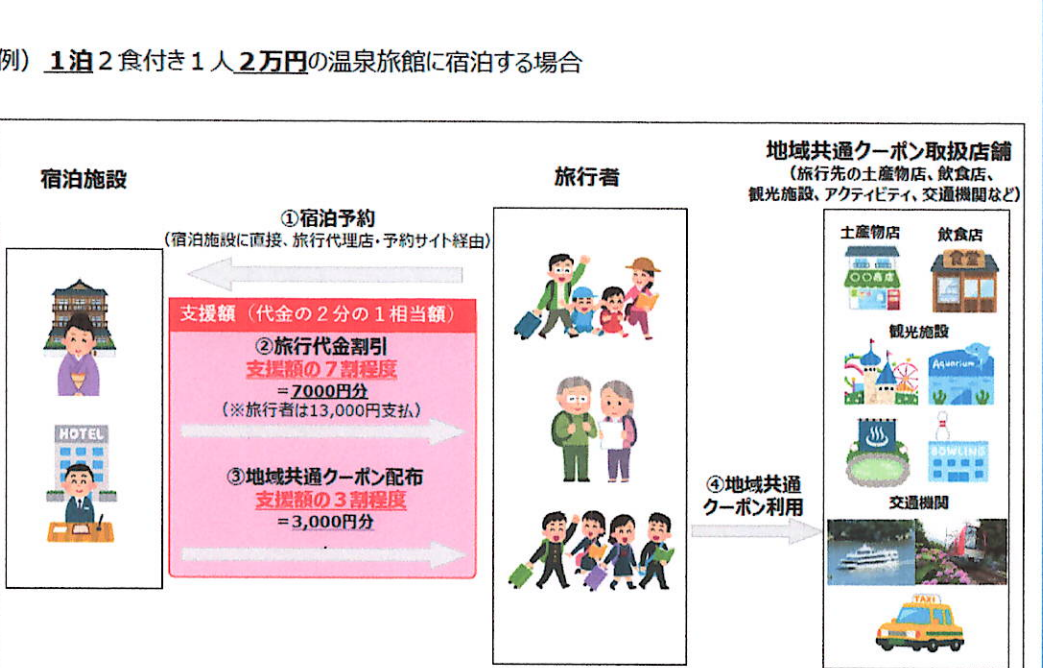 例）１泊２食付き１人２万円の温泉旅館に宿泊する場合
宿泊施設
旅行者
地域共通クーポン取扱店舗
（旅行先の土産物店、飲食店、
観光施設、アクティビティ、交通機関など）
①宿泊予約
（宿泊施設に直接、旅行代理店・予約サイト経由）
支援額（代金の２分の１相当額）
②旅行代金割引
支援額の７割程度
＝7000円分
（※旅行者は13,000円支払）
③地域共通クーポン配布
支援額の３割程度
＝3,000円分
④地域共通
クーポン利用
HOTEL
土産物店
飲食店
〇〇商店
食堂
観光施設
Aquarium
BOWLING
交通機関
TAXI